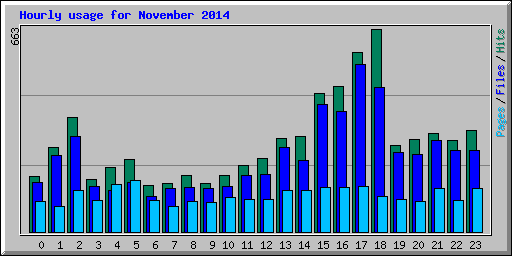 Hourly usage for November 2014
663
Pages/Files/Hits
0 1 2 3 4 5 6 7 8 9 10 11 12 13 14 15 16 17 18 19 20 21 22 23